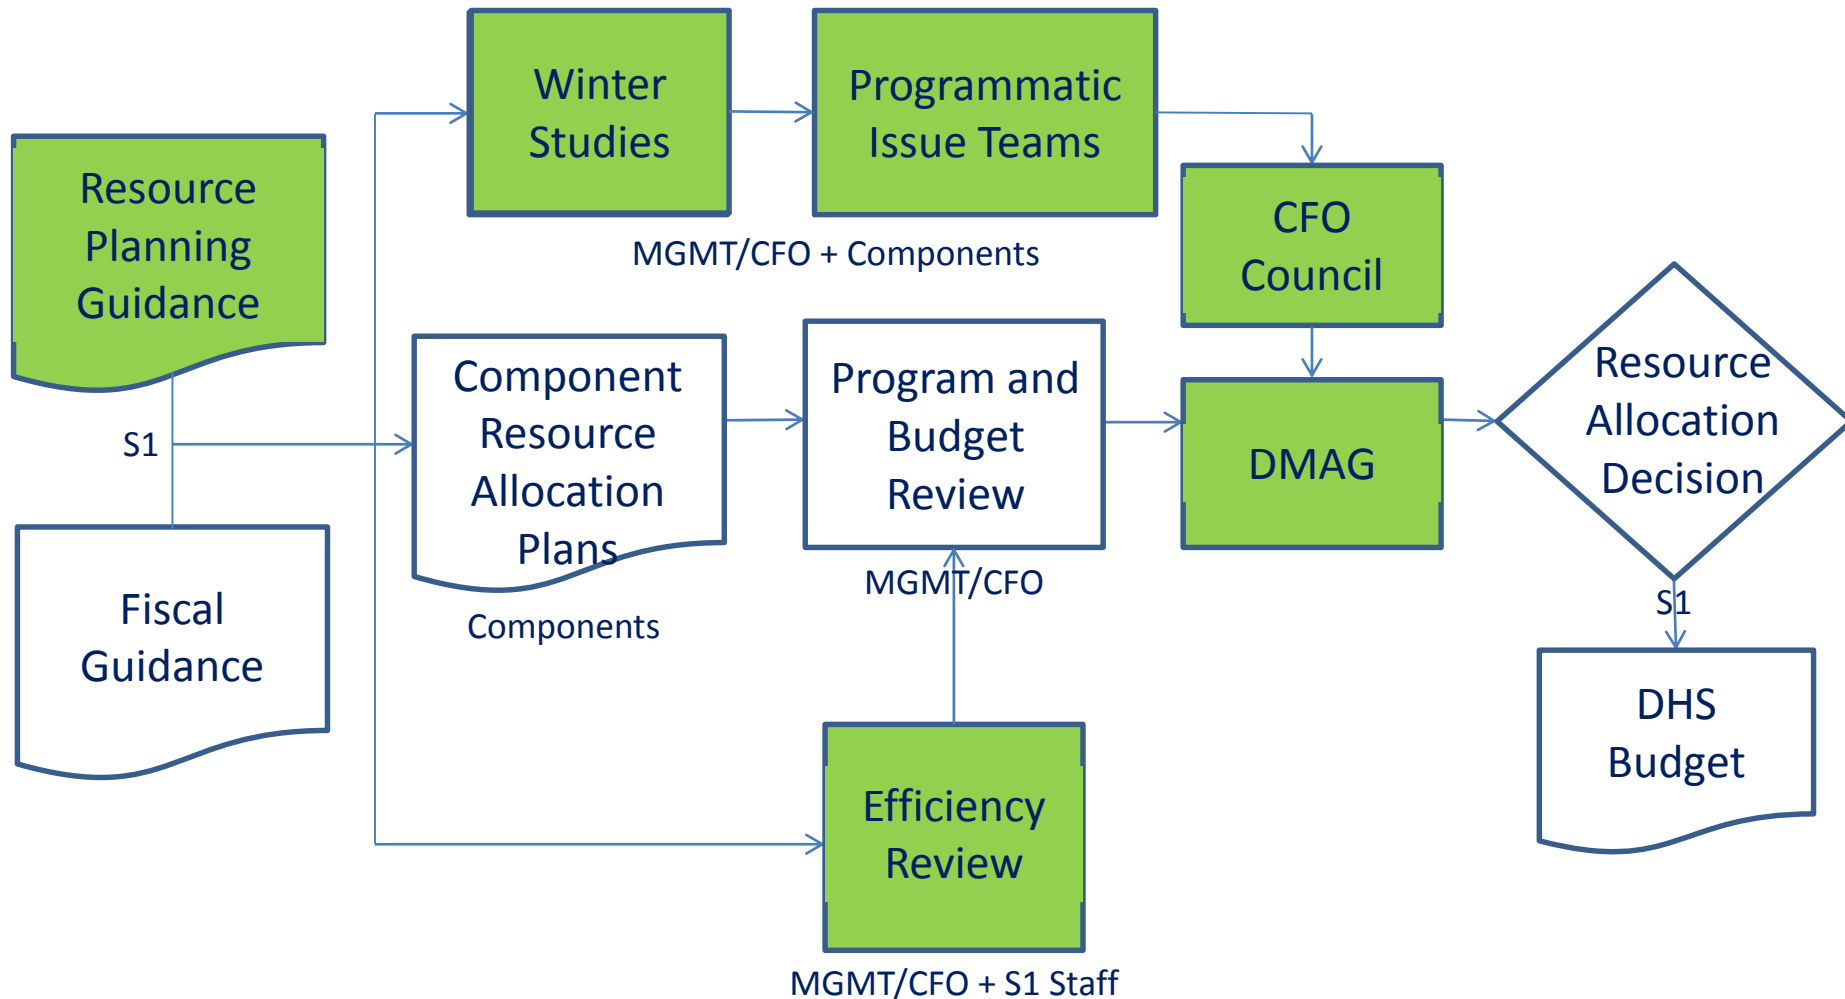 Resource
Planning
Guidance
S1
Fiscal
Guidance
Winter
Studies
Programmatic
Issue Teams
MGMT/CFO + Components
CFO
Council
Component
Resource
Allocation
Plans
Components
Program and
Budget
Review
MGMT/CFO
DMAG
Efficiency
Review
MGMT/CFO + S1 Staff
Resource
Allocation
Decision
S1
DHS
Budget